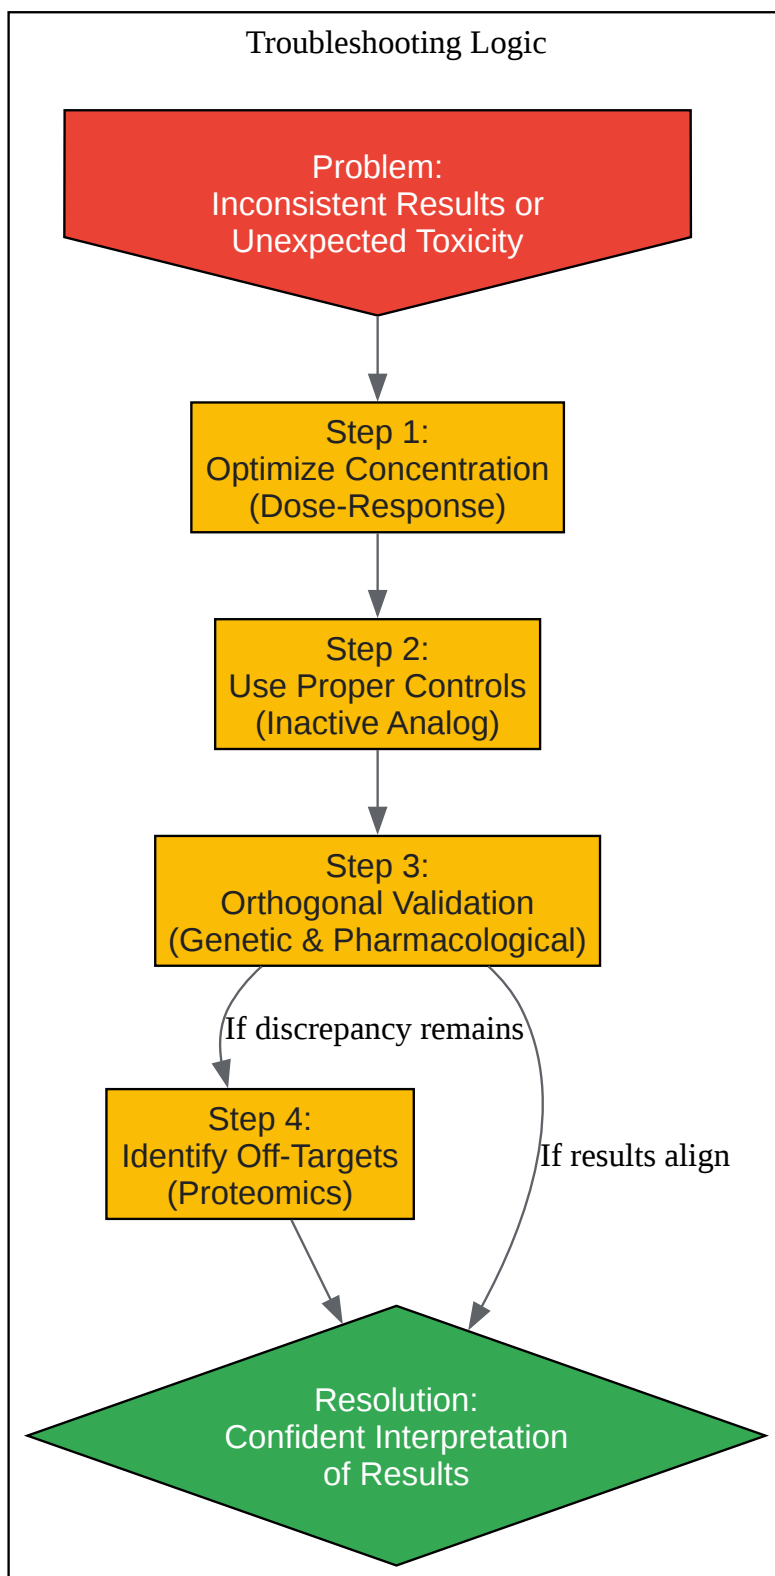 Troubleshooting Logic
Problem:
Inconsistent Results or
Unexpected Toxicity
Step 1:
Optimize Concentration
(Dose-Response)
Step 2:
Use Proper Controls
(Inactive Analog)
Step 3:
Orthogonal Validation
(Genetic & Pharmacological)
If discrepancy remains
Step 4:
Identify Off-Targets
(Proteomics)
If results align
Resolution:
Confident Interpretation
of Results